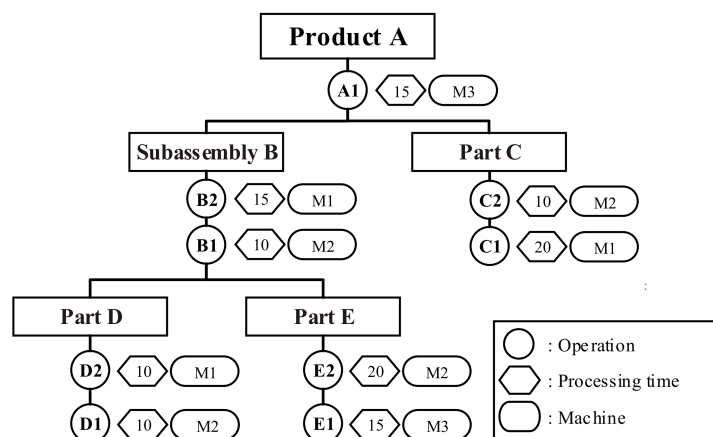 Product A
A1 15 M3
Subassembly B Part C
B2 15 M1 C2 10 M2
B1 10 M2 C1 20 M1
:
Part D Part E
D2 10 M1 E2 20 M2
D1 10 M2 E1 15 M3
: Operation
: Processing time
: Machine